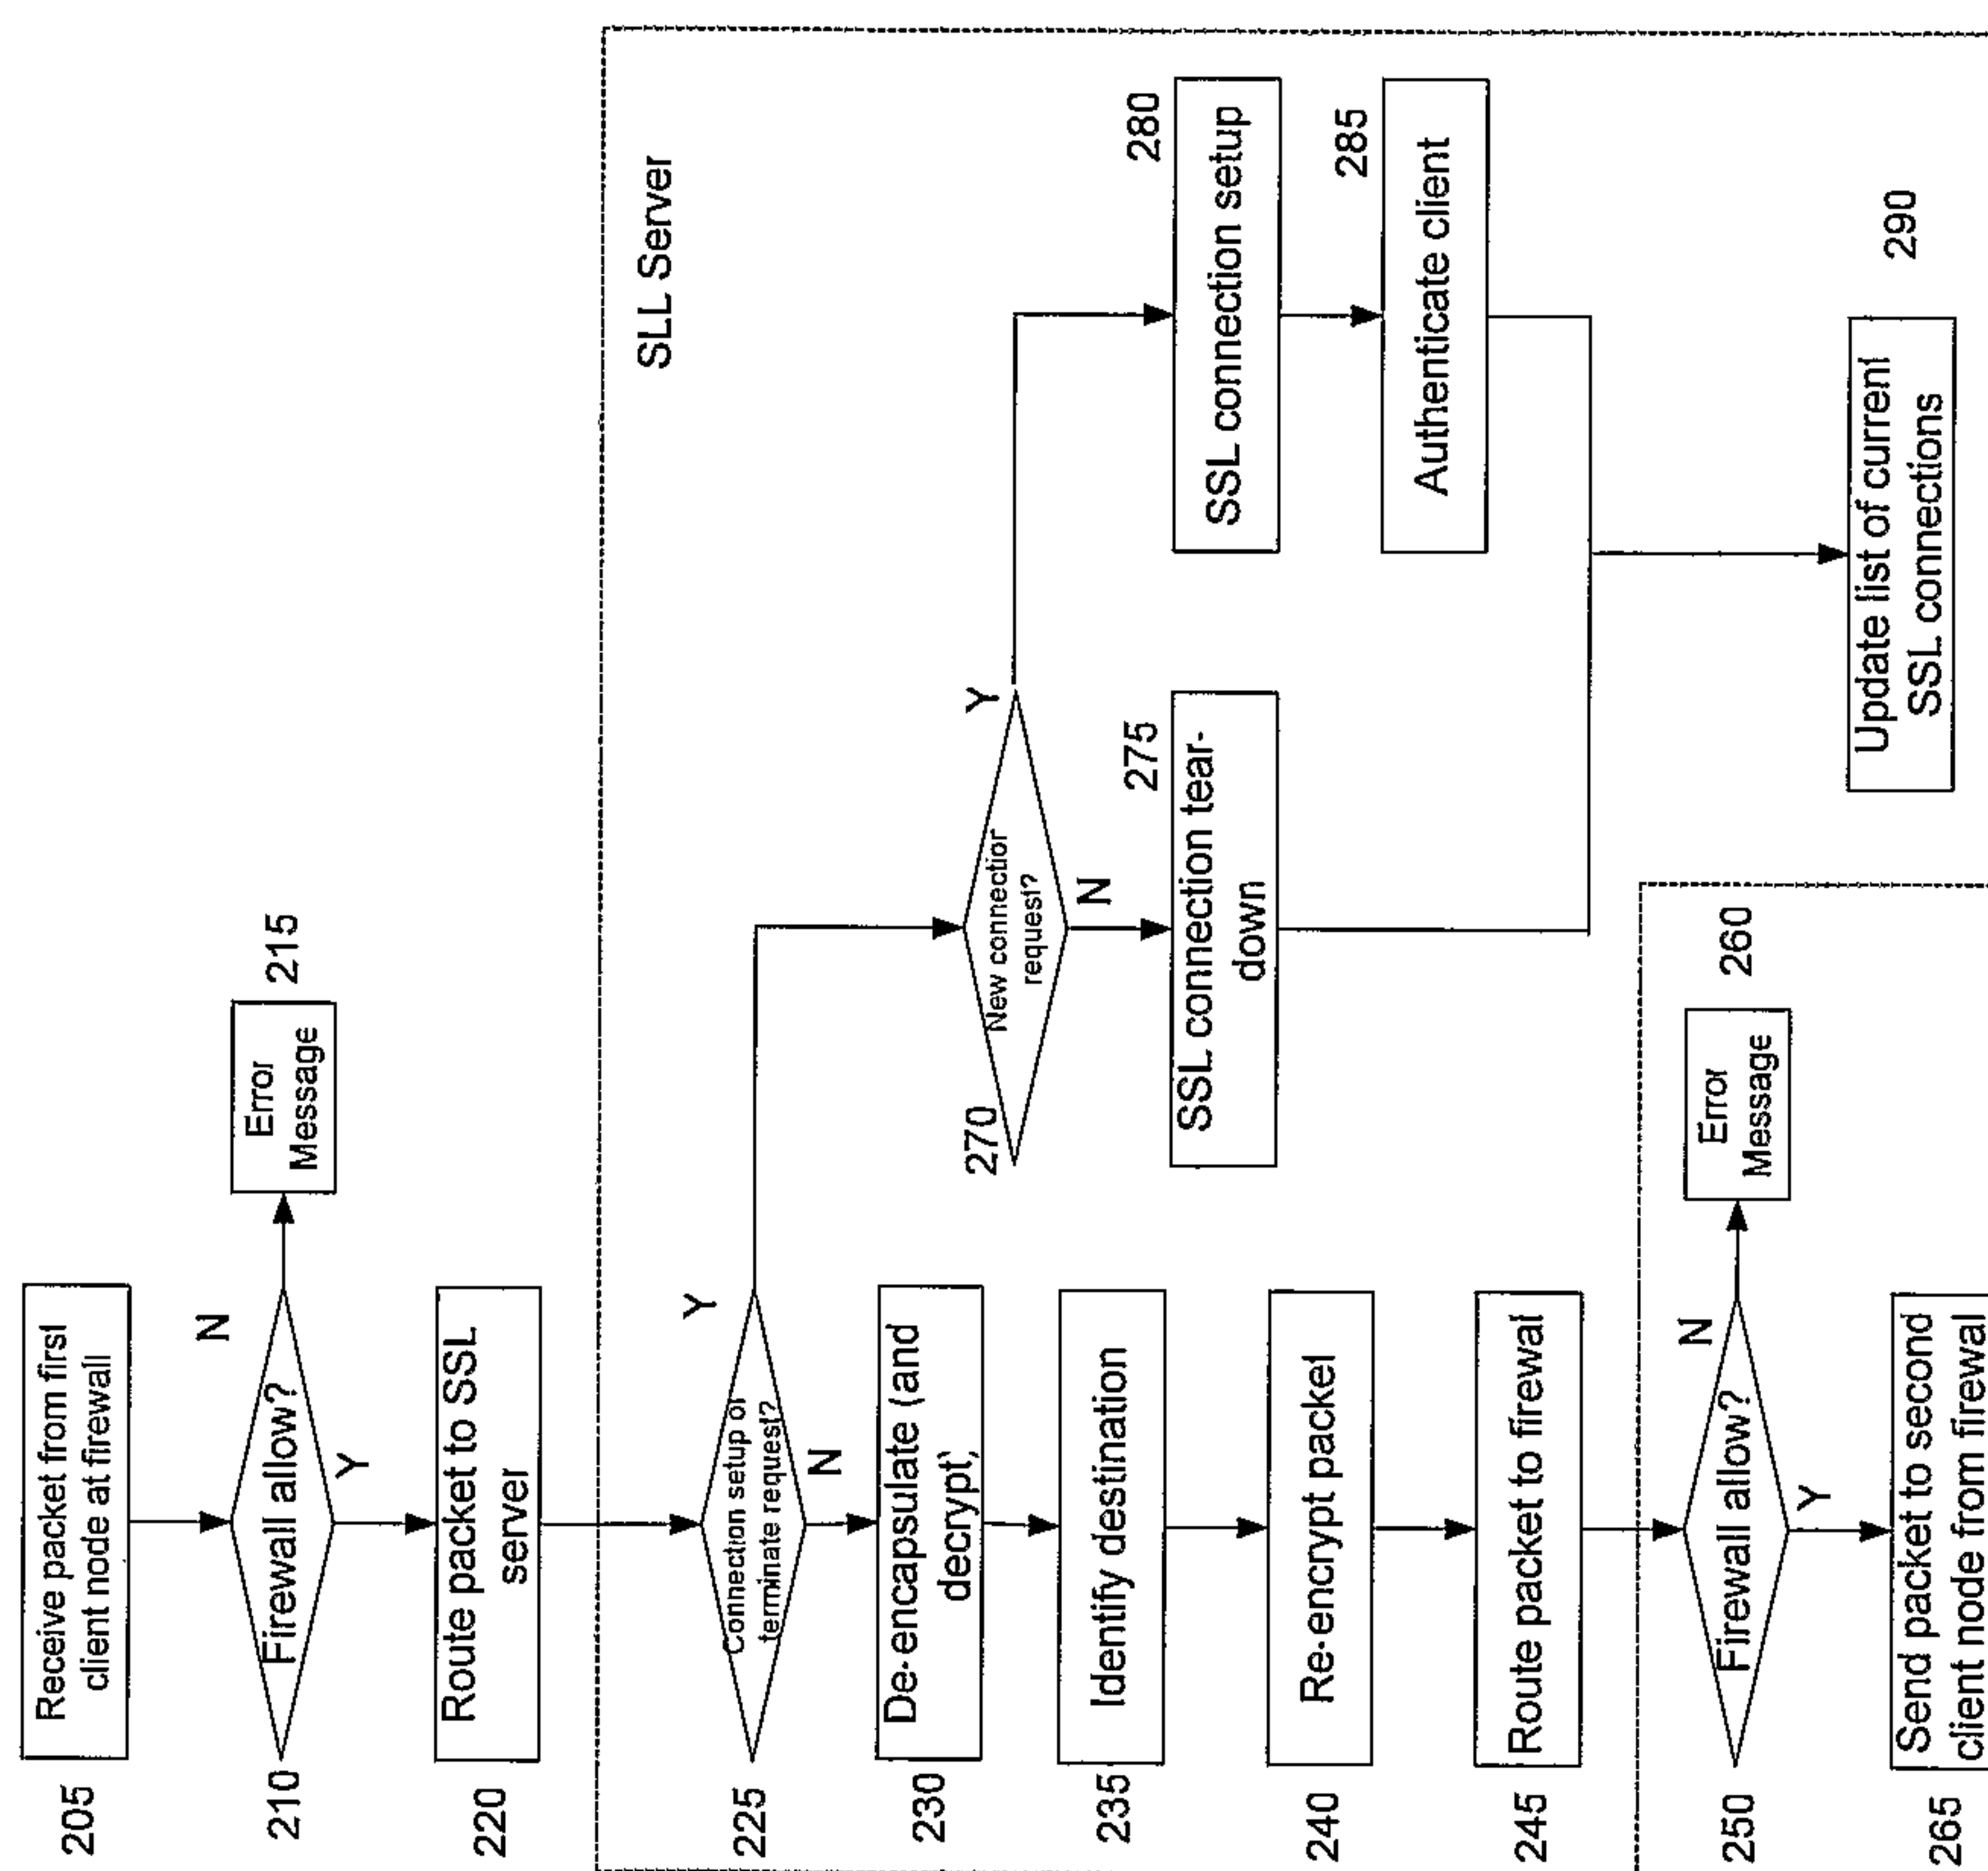 205
Receive packet from first
client node at firewall
210
Firewall allow?
N
Y
Error
Message
215
220
Route packet to SSL
server
SLL Server
225
Connection setup or
terminate request?
Y
N
230
De-encapsulate (and
decrypt)
235
Identify destination
240
Re-encrypt packet
245
Route packet to firewall
270
New connection
request?
Y
N
275
SSL connection tear-
down
280
SSL connection setup
285
Authenticate client
290
Update list of current
SSL connections
250
Firewall allow?
N
Y
Error
Message
260
265
Send packet to second
client node from firewall